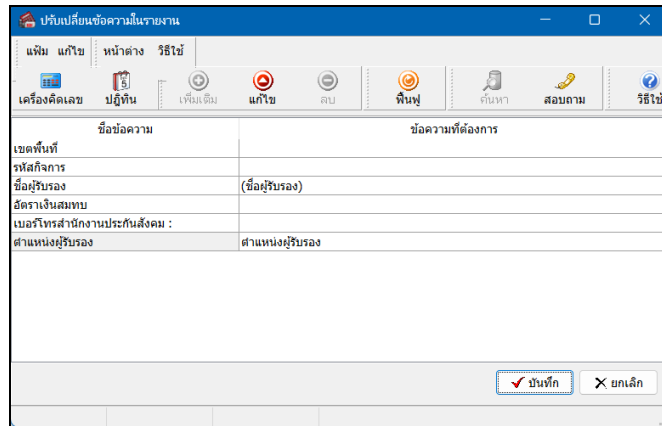 ปรับเปลี่ยนข้อความในรายงาน
แฟ้ม แก้ไข หน้าต่าง วิธีใช้
เครื่องคิดเลข ปฏิทิน เพิ่มเติม แก้ไข ลบ ฟื้นฟู ค้นหา สอบถาม วิธีใช้
ชื่อข้อความ ข้อความที่ต้องการ
เขตพื้นที่
รหัสกิจการ
ชื่อผู้รับรอง (ชื่อผู้รับรอง)
อัตราเงินสมทบ
เบอร์โทรสำนักงานประกันสังคม :
ตำแหน่งผู้รับรอง ตำแหน่งผู้รับรอง
บันทึก ยกเลิก